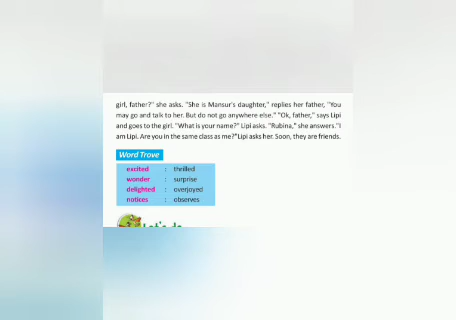 girl, father?" she asks. "She is Mansur's daughter," replies her father, "You
may go and talk to her. But do not go anywhere else." "Ok, father," says Lipi
and goes to the girl. "What is your name?" Lipi asks. "Rubina," she answers."I
am Lipi. Are you in the same class as me?"Lipi asks her. Soon, they are friends.
Word Trove
excited : thrilled
wonder : surprise
delighted : overjoyed
notices : observes
Let's do